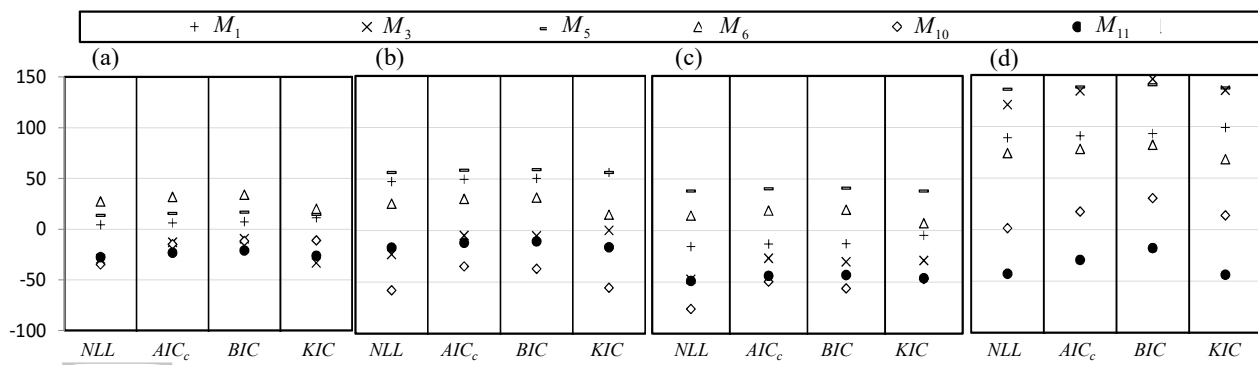 + M₁ × M₃ - M₅ △ M₆ ◇ M₁₀ ● M₁₁
(a) (b) (c) (d)
150
100
50
0
-50
-100
NLL AICc BIC KIC NLL AICc BIC KIC NLL AICc BIC KIC NLL AICc BIC KIC